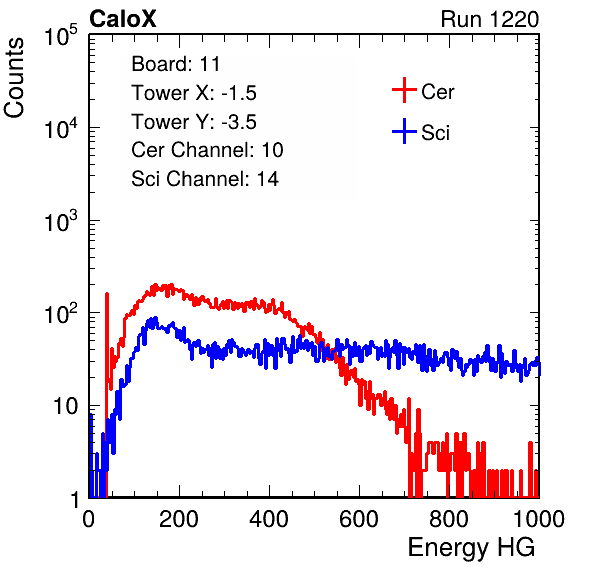 CaloX Run 1220
Counts
Board: 11
Tower X: -1.5
Tower Y: -3.5
Cer Channel: 10
Sci Channel: 14
Cer
Sci
10^5
10^4
10^3
10^2
10
1
0 200 400 600 800 1000
Energy HG